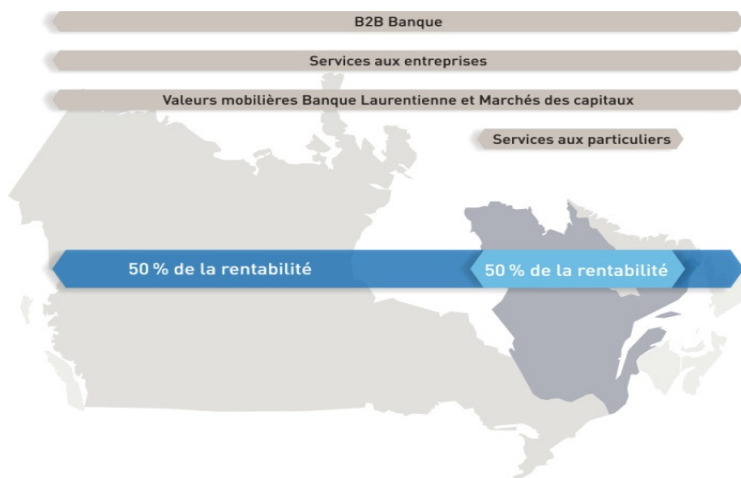 B2B Banque
Services aux entreprises
Valeurs mobilières Banque Laurentienne et Marchés des capitaux
Services aux particuliers
50 % de la rentabilité
50 % de la rentabilité